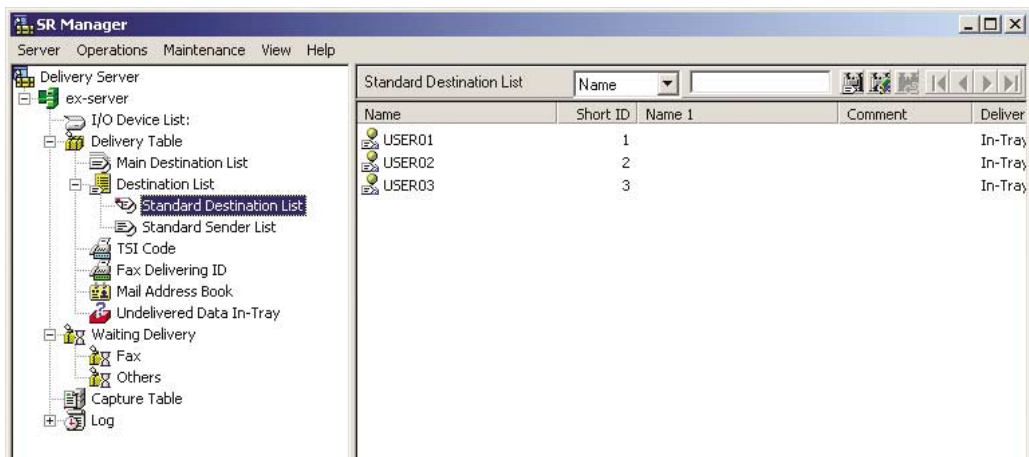 SR Manager
Server Operations Maintenance View Help
Delivery Server
ex-server
I/O Device List:
Delivery Table
Main Destination List
Destination List
Standard Destination List
Standard Sender List
TSI Code
Fax Delivering ID
Mail Address Book
Undelivered Data In-Tray
Waiting Delivery
Fax
Others
Capture Table
Log
Standard Destination List Name
Name Short ID Name 1 Comment Deliver
USER01 1 In-Tray
USER02 2 In-Tray
USER03 3 In-Tray